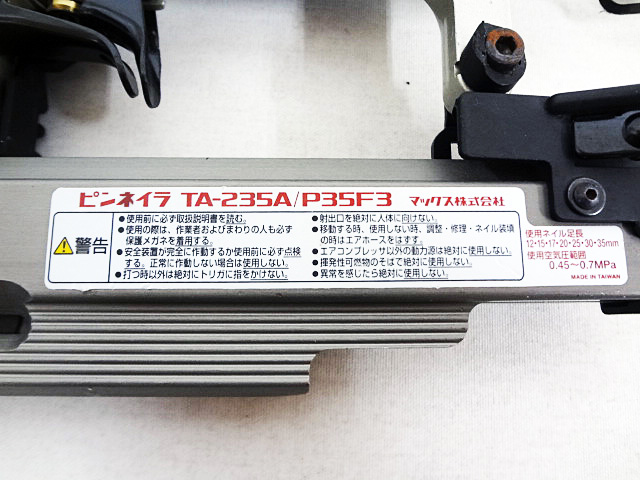 ピンネイラ TA-235A/P35F3 マックス株式会社
警告
●使用前に必ず取扱説明書を読む。
●使用の際は、作業者およびまわりの人も必ず
保護メガネを着用する。
●安全装置が完全に作動するか使用前に必ず点検
する。正常に作動しない場合は使用しない。
●打つ時以外は絶対にトリガに指をかけない。
●射出口を絶対に人体に向けない。
●移動する時、使用しない時、調整・修理・ネイル装填
の時はエアホースをはずす。
●エアコンプレッサ以外の動力源は絶対に使用しない。
●揮発性可燃物のそばで絶対に使用しない。
●異常を感じたら絶対に使用しない。
使用ネイル足長
12・15・17・20・25・30・35mm
使用空気圧範囲
0.45〜0.7MPa
MADE IN TAIWAN